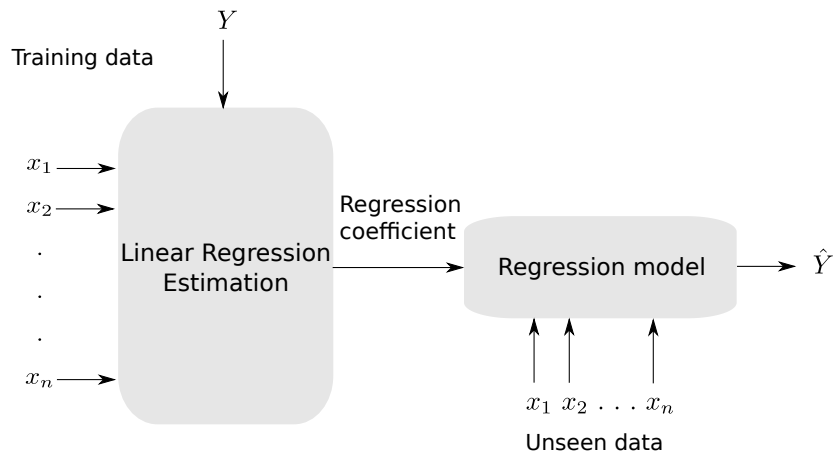 Y
Training data
x₁
x₂
.
.
.
xₙ
Linear Regression
Estimation
Regression
coefficient
Regression model
Ŷ
x₁ x₂ . . . xₙ
Unseen data